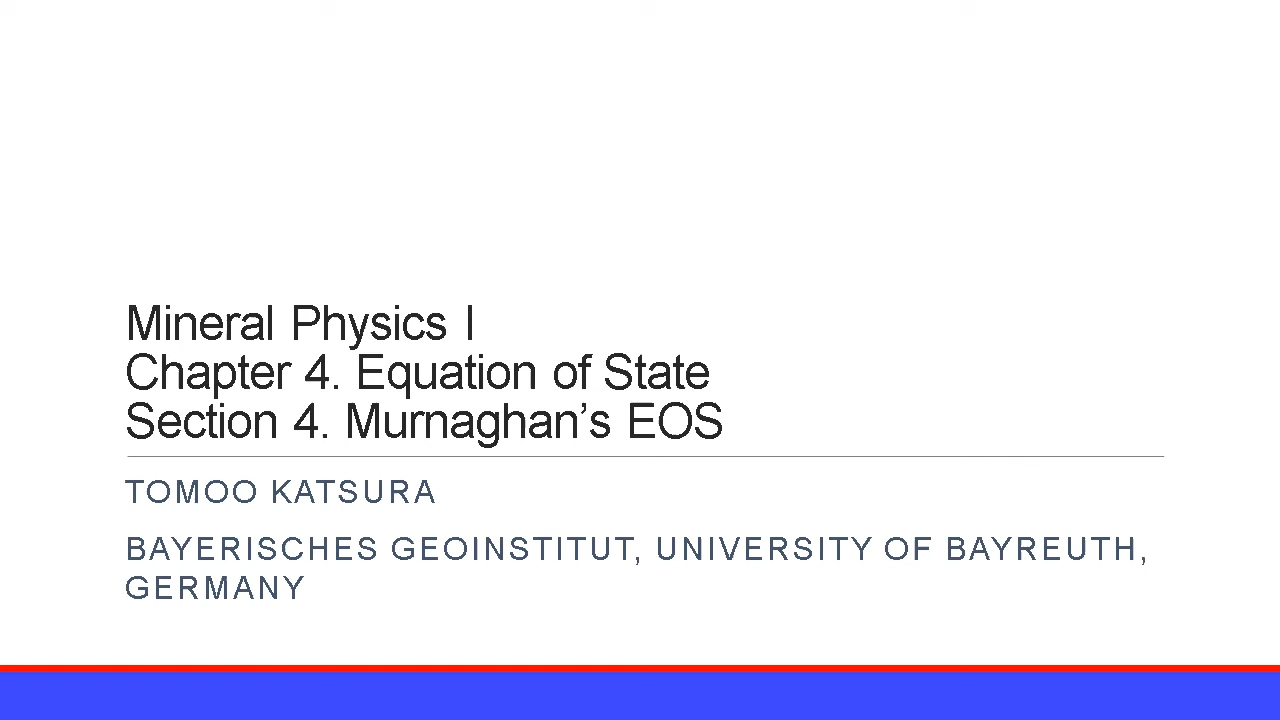 Mineral Physics I
Chapter 4. Equation of State
Section 4. Murnaghan’s EOS
TOMOO KATSURA
BAYERISCHES GEOINSTITUT, UNIVERSITY OF BAYREUTH,
GERMANY